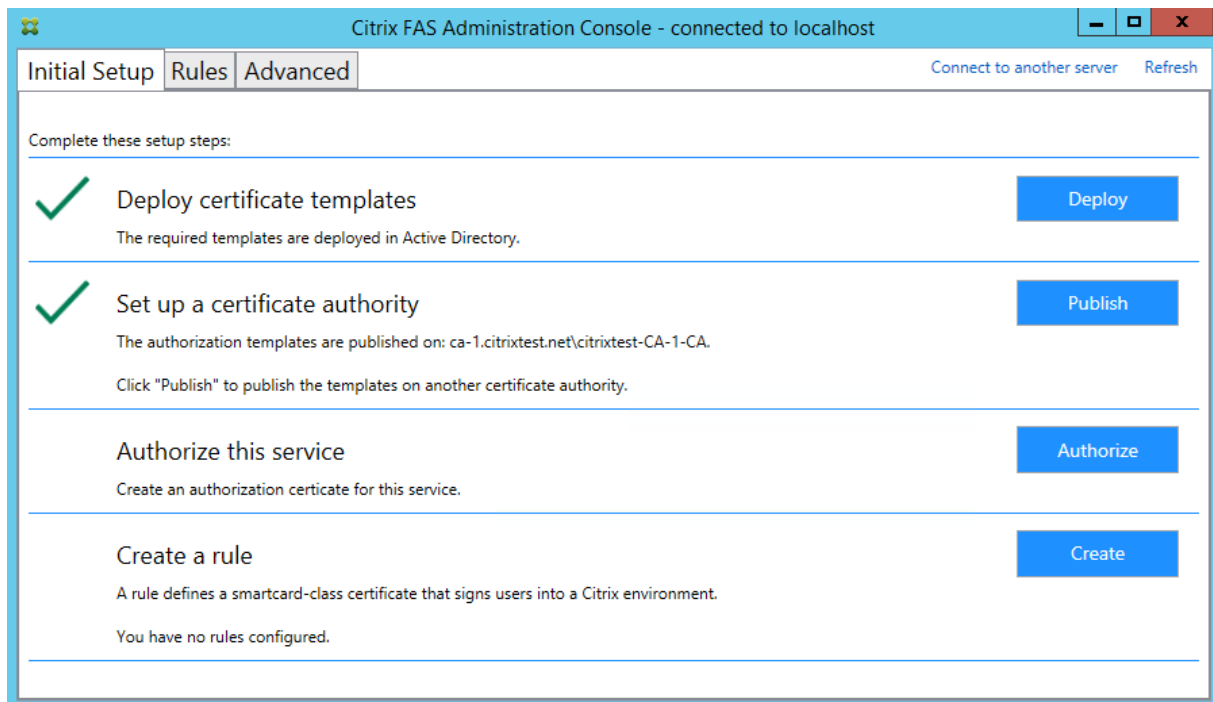 Citrix FAS Administration Console - connected to localhost
Initial Setup Rules Advanced Connect to another server Refresh
Complete these setup steps:
Deploy certificate templates Deploy
The required templates are deployed in Active Directory.
Set up a certificate authority Publish
The authorization templates are published on: ca-1.citrixtest.net\citrixtest-CA-1-CA.
Click "Publish" to publish the templates on another certificate authority.
Authorize this service Authorize
Create an authorization certicate for this service.
Create a rule Create
A rule defines a smartcard-class certificate that signs users into a Citrix environment.
You have no rules configured.